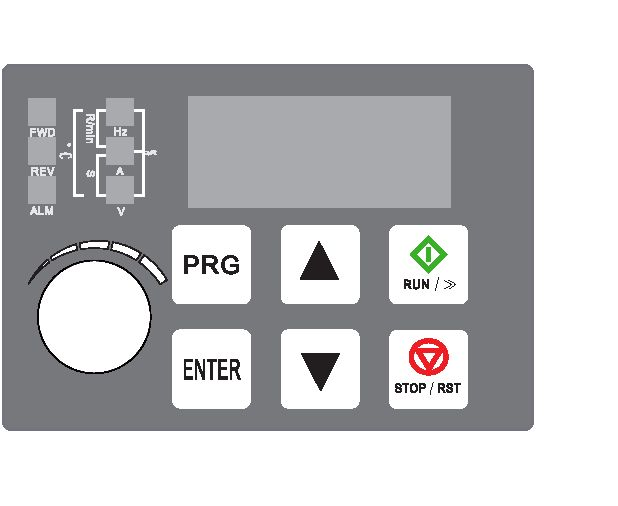 FWD
REV
ALM
R/min
°C
S
Hz
A
V
PRG
RUN / ≫
ENTER
STOP / RST